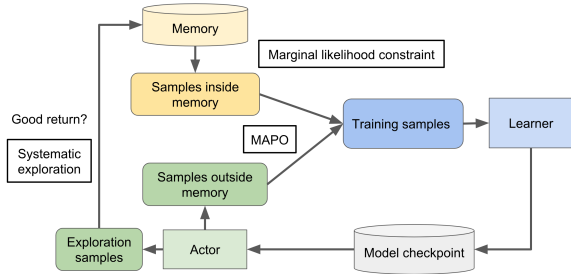 Memory
Marginal likelihood constraint
Samples inside
memory
Good return?
MAPO
Training samples
Learner
Systematic
exploration
Samples outside
memory
Exploration
samples
Actor
Model checkpoint